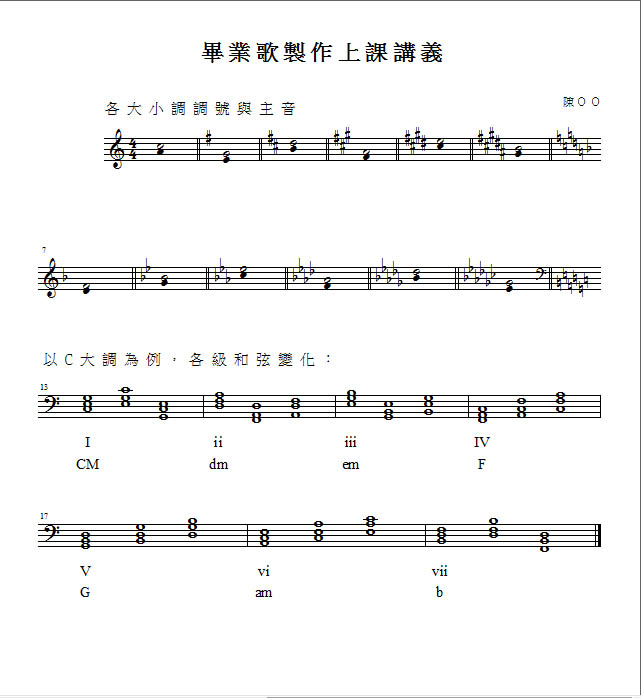 畢業歌製作上課講義
各大小調調號與主音
陳ＯＯ
4
4
7
以C大調為例，各級和弦變化：
13
I ii iii IV
CM dm em F
17
V vi vii
G am b